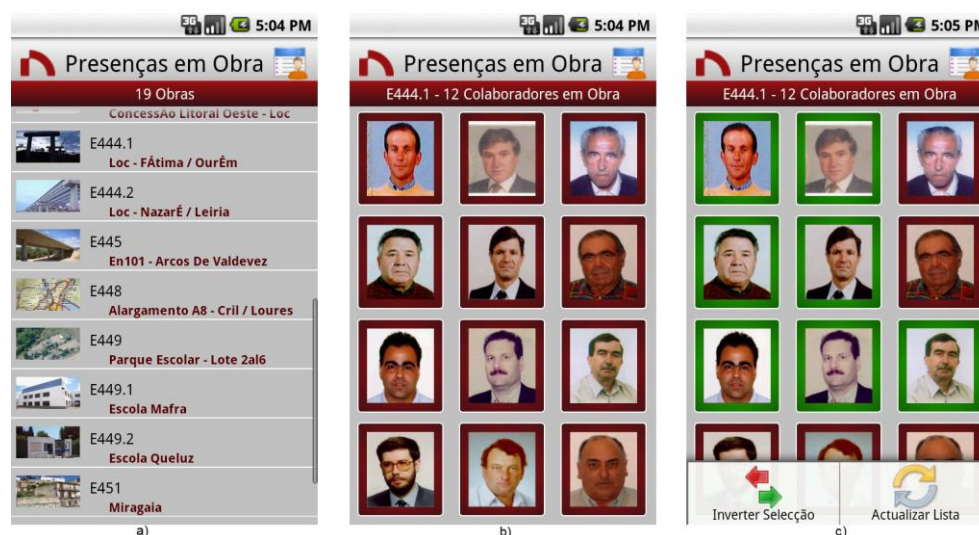 5:04 PM
Presenças em Obra
19 Obras
ConcessÃo Litoral Oeste - Loc
E444.1
Loc - FÁtima / OurÉm
E444.2
Loc - NazarÉ / Leiria
E445
En101 - Arcos De Valdevez
E448
Alargamento A8 - Cril / Loures
E449
Parque Escolar - Lote 2al6
E449.1
Escola Mafra
E449.2
Escola Queluz
E451
Miragaia
a)
3G 5:04 PM
Presenças em Obra
E444.1 - 12 Colaboradores em Obra
b)
3G 5:05 PM
Presenças em Obra
E444.1 - 12 Colaboradores em Obra
Inverter Selecção
Actualizar Lista
c)